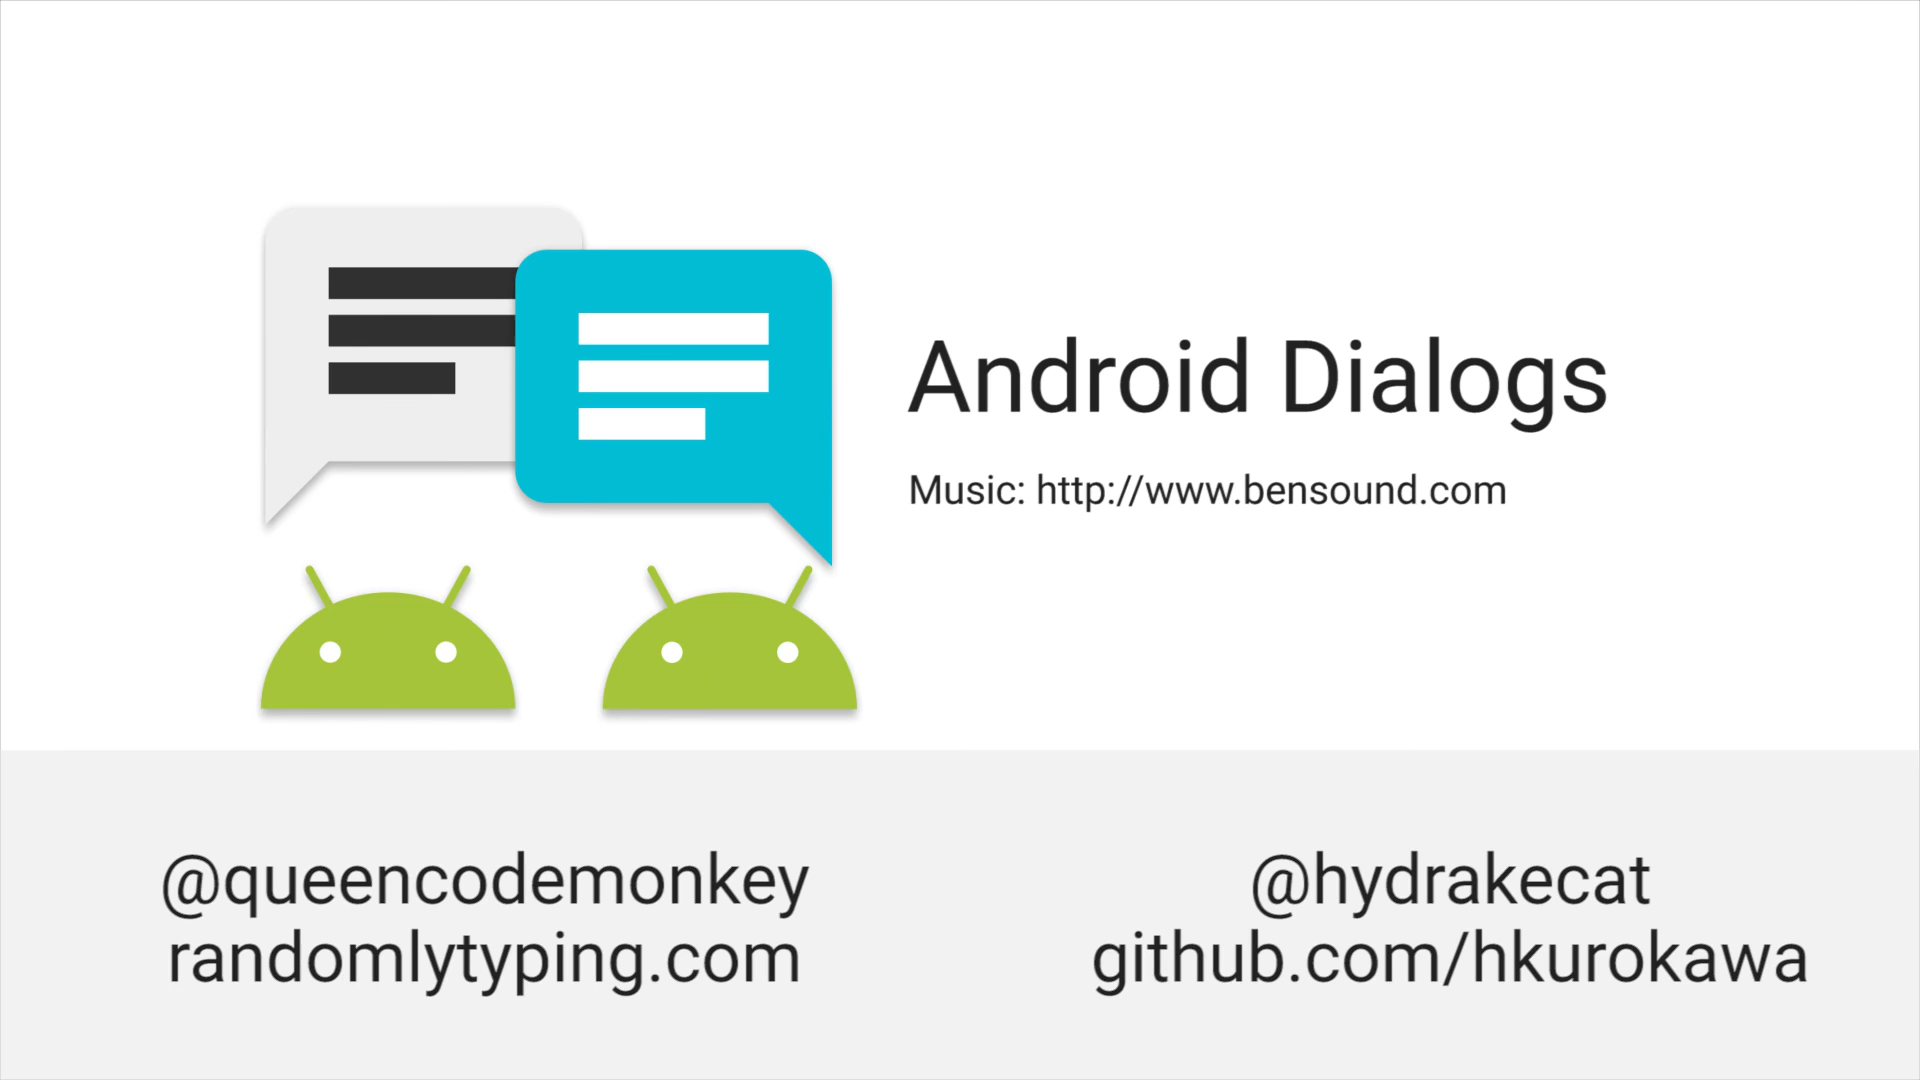 Android Dialogs
Music: http://www.bensound.com
@queencodemonkey
randomlytyping.com
@hydrakecat
github.com/hkurokawa